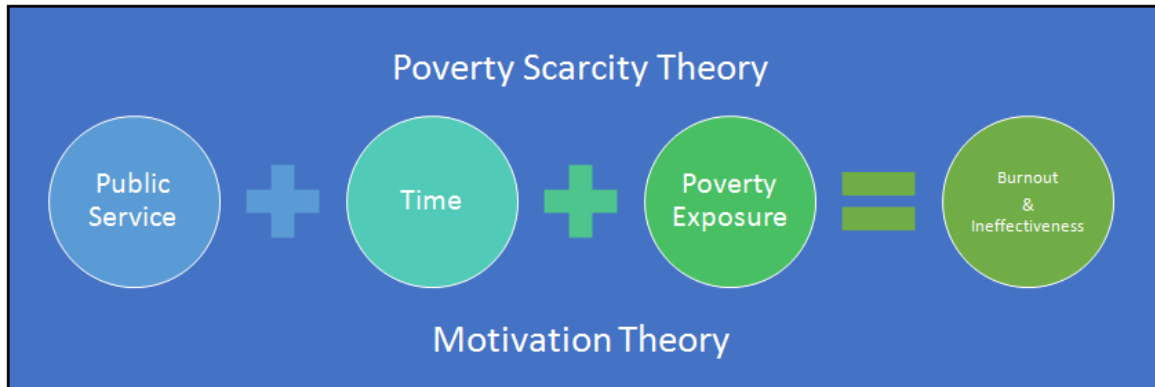 Poverty Scarcity Theory
Public
Service
Time
Poverty
Exposure
Burnout
&
Ineffectiveness
Motivation Theory